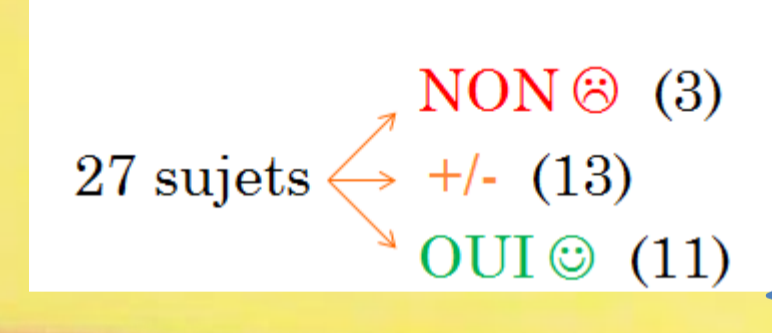 NON ☹ (3)
27 sujets +/- (13)
OUI ☺ (11)